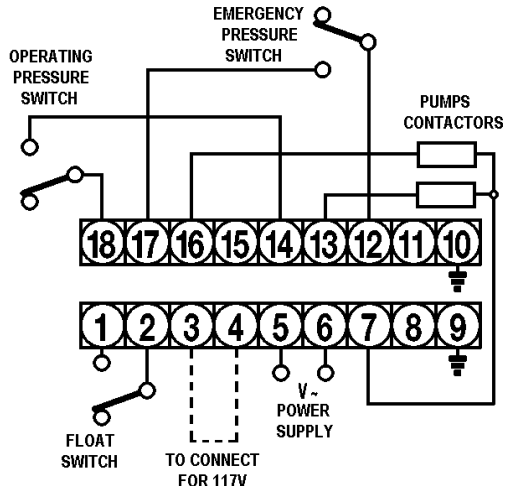 EMERGENCY
PRESSURE
SWITCH
OPERATING
PRESSURE
SWITCH
PUMPS
CONTACTORS
18 17 16 15 14 13 12 11 10
1 2 3 4 5 6 7 8 9
V~
POWER
SUPPLY
FLOAT
SWITCH
TO CONNECT
FOR 117V